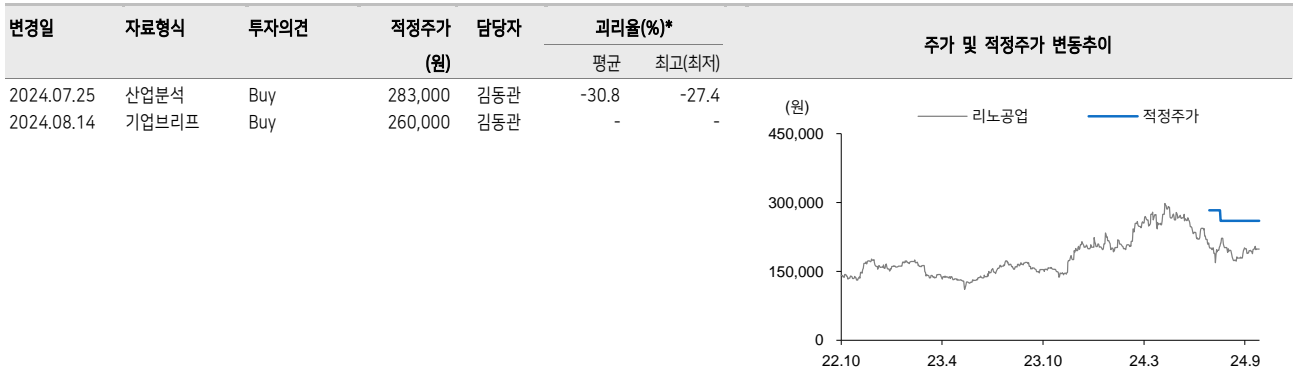 변경일 자료형식 투자의견 적정주가 담당자 괴리율(%)* 주가 및 적정주가 변동추이
(원) 평균 최고(최저)
2024.07.25 산업분석 Buy 283,000 김동관 -30.8 -27.4
2024.08.14 기업브리프 Buy 260,000 김동관 - -
(원) 리노공업 적정주가
450,000
300,000
150,000
0
22.10 23.4 23.10 24.3 24.9